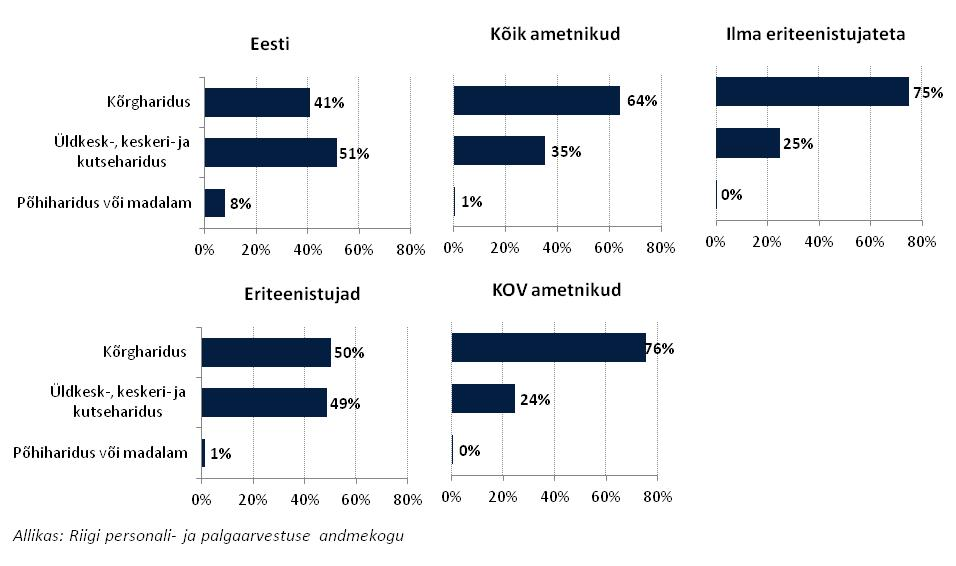 Eesti
Kõrgharidus
41%
Üldkesk-, keskeri- ja
kutseharidus
51%
Põhiharidus või madalam
8%
0% 20% 40% 60% 80%
Kõik ametnikud
64%
35%
1%
0% 20% 40% 60% 80%
Ilma eriteenistujateta
75%
25%
0%
0% 20% 40% 60% 80%
Eriteenistujad
Kõrgharidus
50%
Üldkesk-, keskeri- ja
kutseharidus
49%
Põhiharidus või madalam
1%
0% 20% 40% 60% 80%
KOV ametnikud
76%
24%
0%
0% 20% 40% 60% 80%
Allikas: Riigi personali- ja palgaarvestuse andmekogu